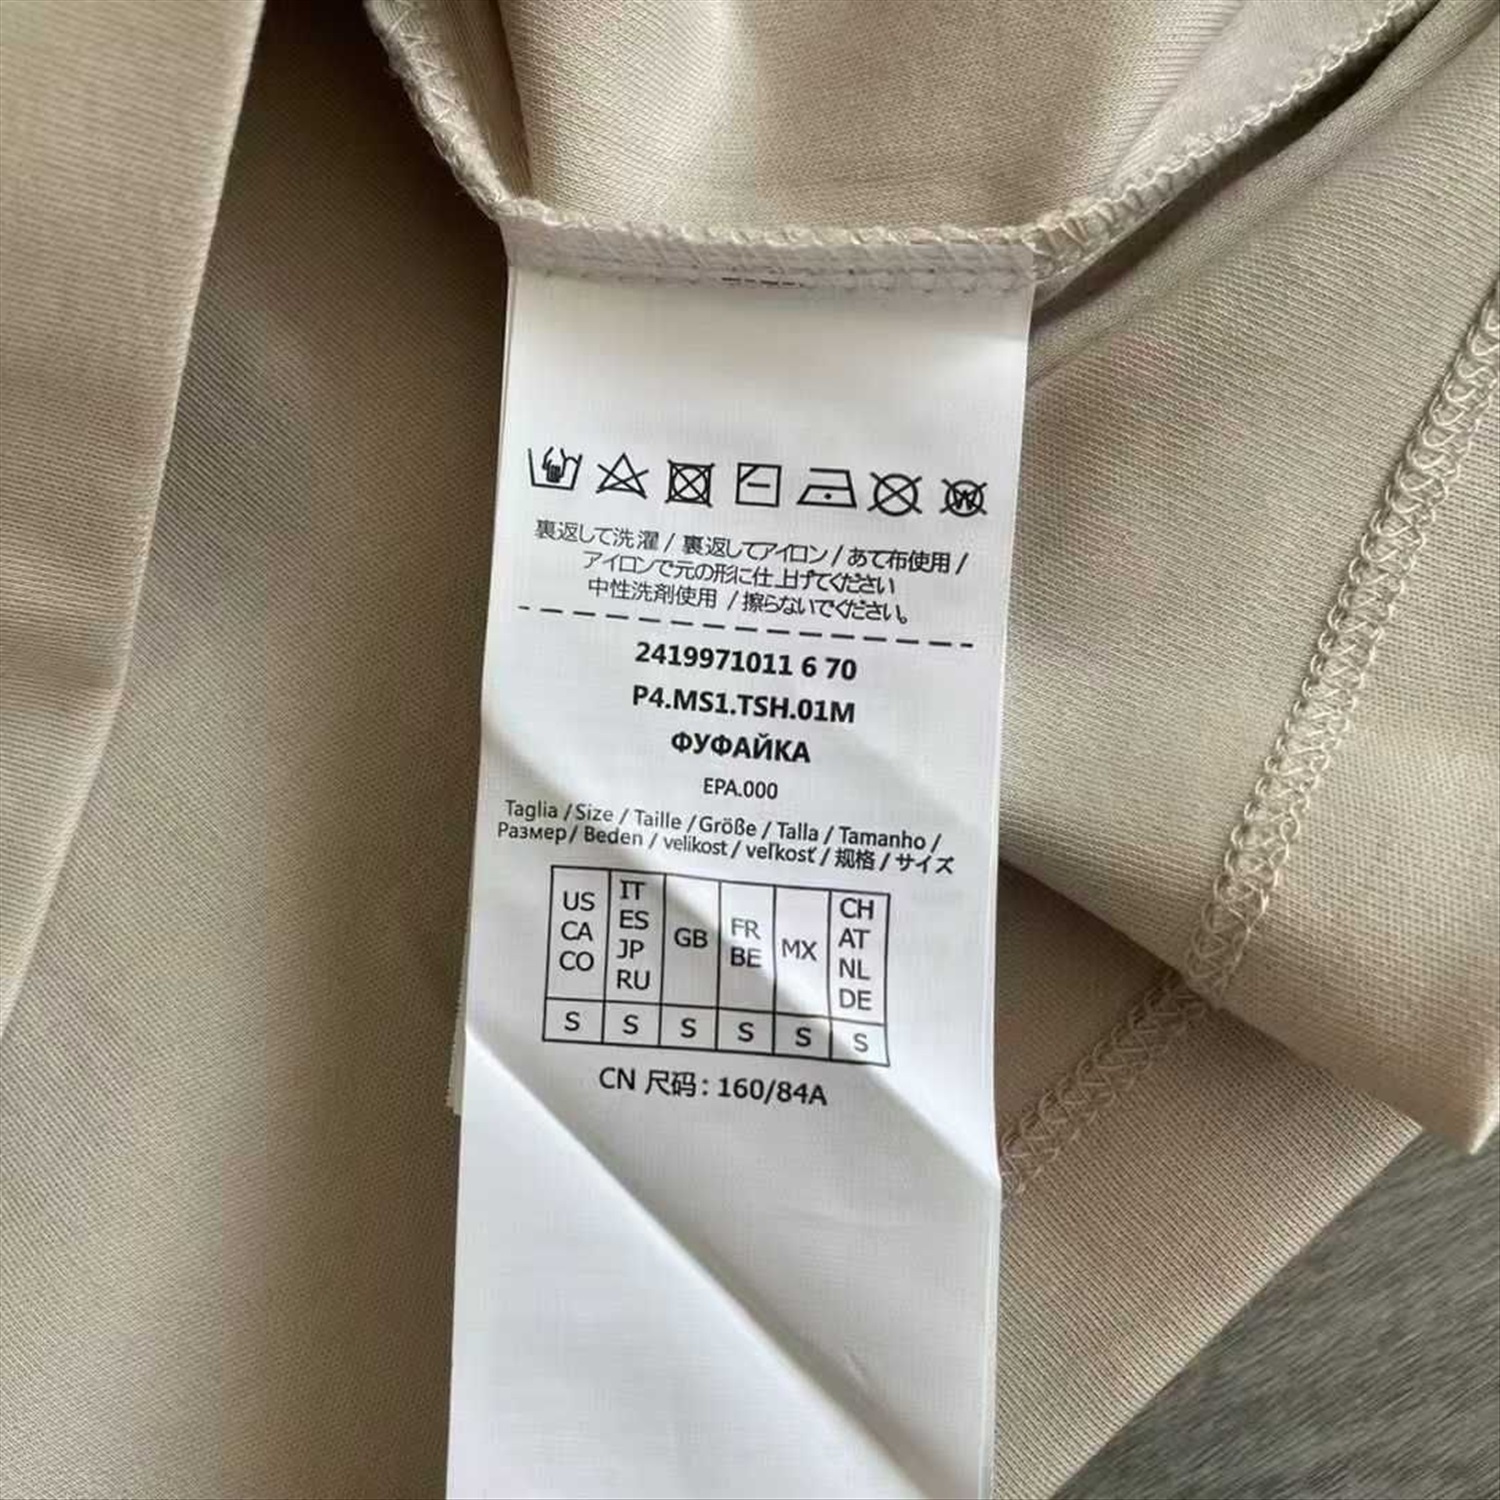 裏返して洗濯 / 裏返してアイロン / あて布使用 /
アイロンで元の形に仕上げてください
中性洗剤使用 / 擦らないでください。
2419971011 6 70
P4.MS1.TSH.01M
ФУФАЙКА
EPA.000
Taglia / Size / Taille / Größe / Talla / Tamanho /
Размер / Beden / velikost / veľkosť / 规格 / サイズ
US CA CO
IT ES JP RU
GB
FR BE
MX
CH AT NL DE
S S S S S S
CN 尺码: 160/84A